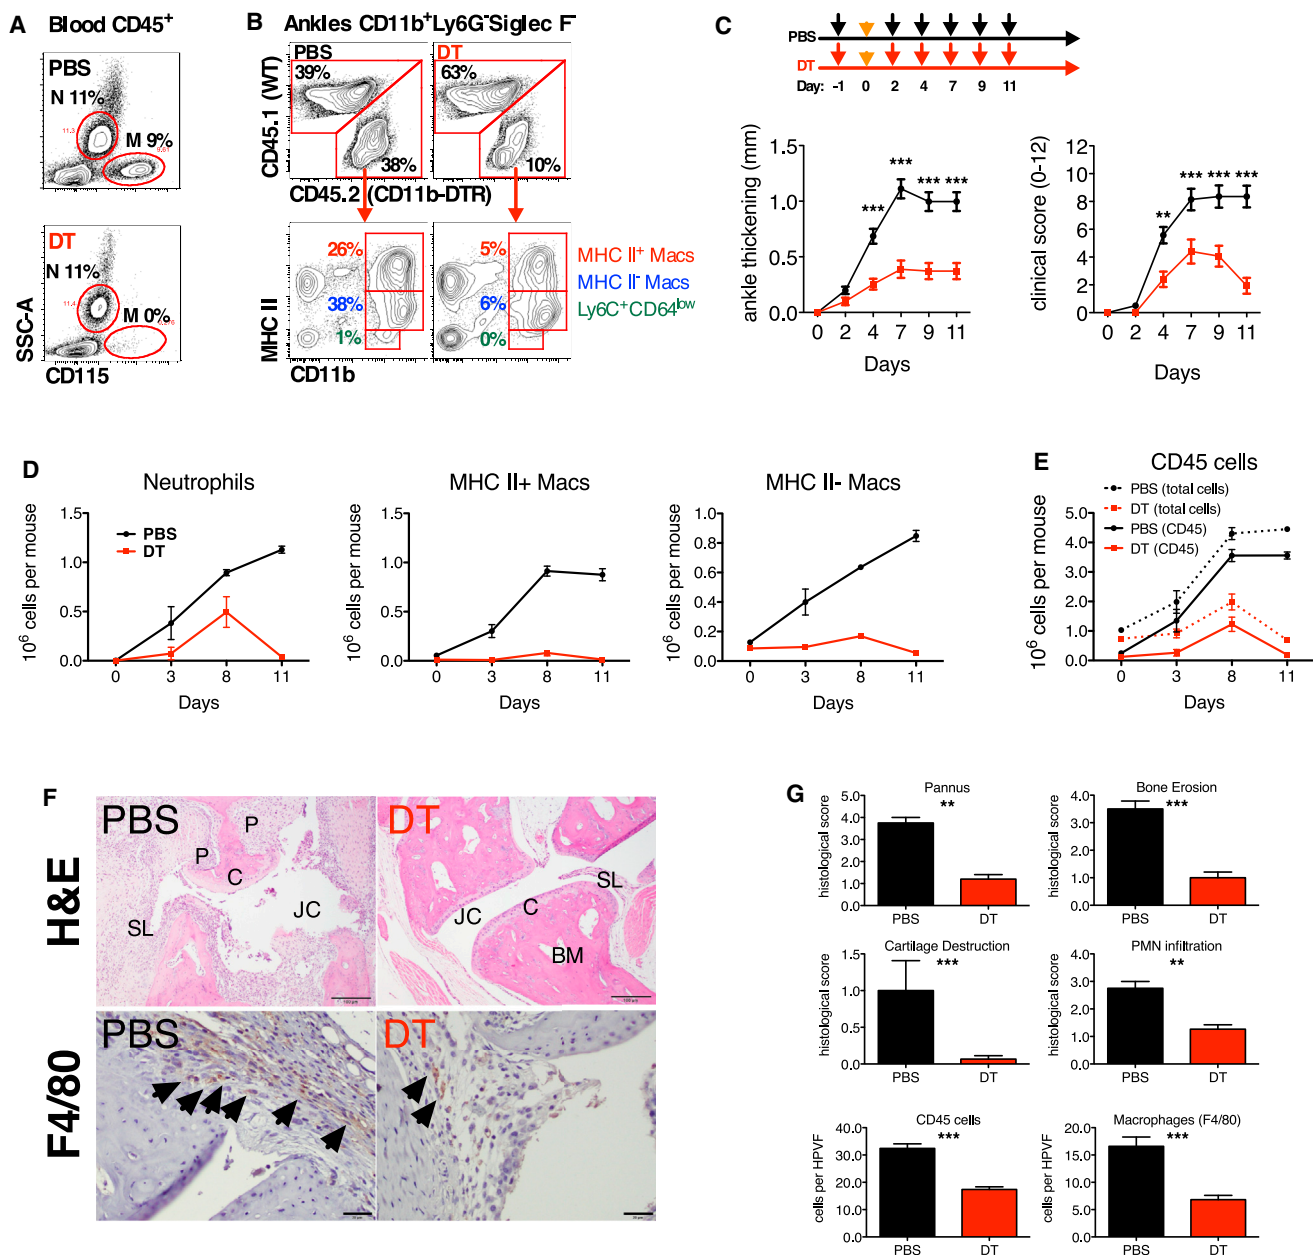 A
Blood CD45+
PBS
N 11%
11.3
M 9%
DT
N 11%
11.4
M 0%
SSC-A
CD115
B
Ankles CD11b+Ly6G-Siglec F-
PBS
39%
38%
DT
63%
10%
CD45.1 (WT)
CD45.2 (CD11b-DTR)
26%
38%
1%
5%
6%
0%
MHC II
CD11b
MHC II+ Macs
MHC II- Macs
Ly6C+CD64low
C
PBS
DT
Day: -1 0 2 4 7 9 11
ankle thickening (mm)
1.5
1.0
0.5
0.0
*** *** *** ***
0 2 4 7 9 11
Days
clinical score (0-12)
12
10
8
6
4
2
0
** *** *** ***
0 2 4 7 9 11
Days
D
Neutrophils
10⁶ cells per mouse
1.5
1.0
0.5
0.0
PBS
DT
0 3 8 11
Days
MHC II+ Macs
10⁶ cells per mouse
1.5
1.0
0.5
0.0
0 3 8 11
Days
MHC II- Macs
10⁶ cells per mouse
1.0
0.8
0.6
0.4
0.2
0.0
0 3 8 11
Days
E
CD45 cells
PBS (total cells)
DT (total cells)
PBS (CD45)
DT (CD45)
10⁶ cells per mouse
5.0
4.0
3.0
2.0
1.0
0.0
0 3 8 11
Days
F
H&E
PBS
P
P
C
JC
SL
DT
SL
C
JC
BM
F4/80
PBS
DT
G
Pannus
histological score
5.0
4.0
3.0
2.0
1.0
0.0
**
PBS DT
Bone Erosion
histological score
4.0
3.0
2.0
1.0
0.0
***
PBS DT
Cartilage Destruction
histological score
1.5
1.0
0.5
0.0
***
PBS DT
PMN infiltration
histological score
4.0
3.0
2.0
1.0
0.0
**
PBS DT
CD45 cells
cells per HPVF
40.0
30.0
20.0
10.0
0.0
***
PBS DT
Macrophages (F4/80)
cells per HPVF
20.0
15.0
10.0
5.0
0.0
***
PBS DT